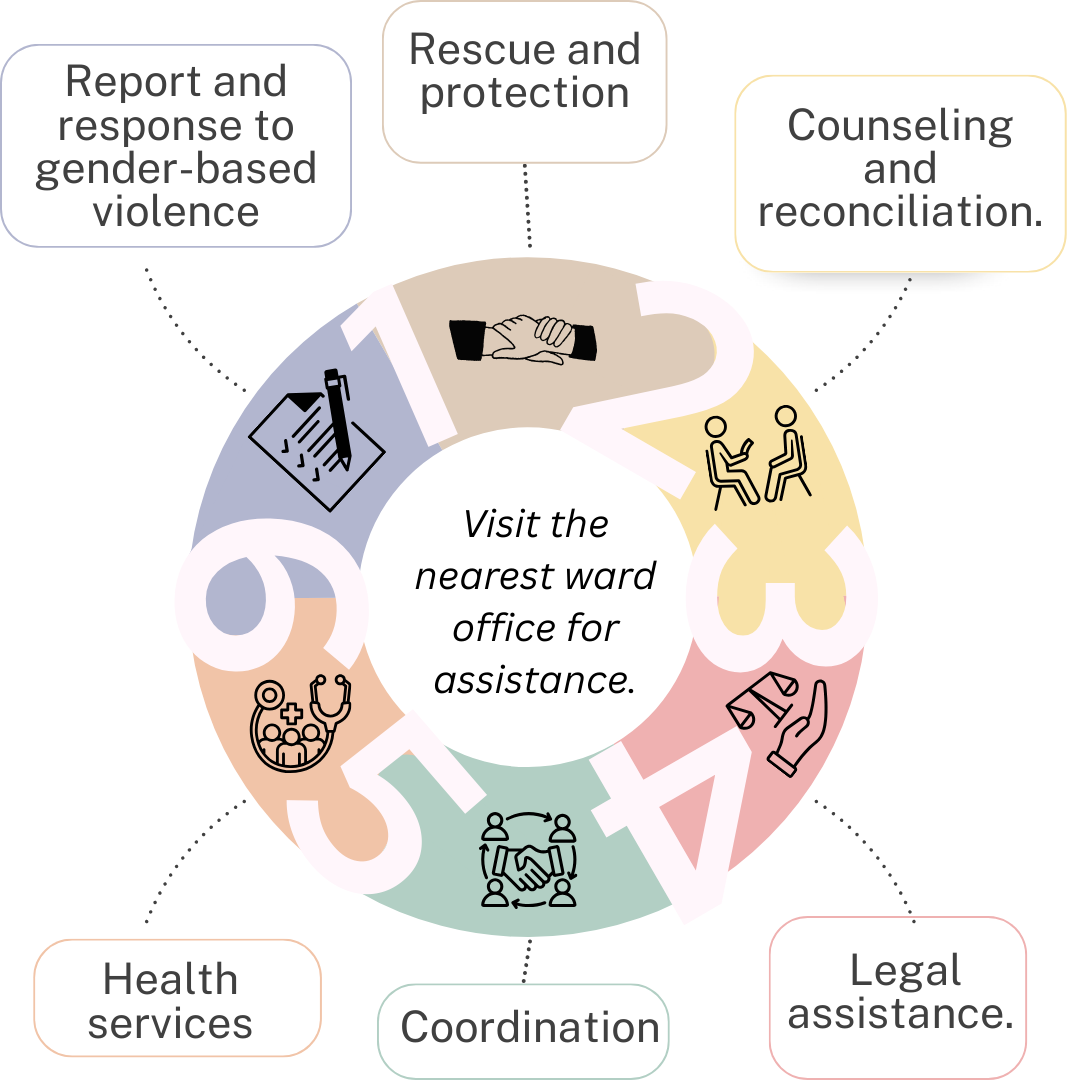 Rescue and
protection
Report and
response to
gender-based
violence
Counseling
and
reconciliation.
1
2
3
4
5
6
Visit the
nearest ward
office for
assistance.
Health
services
Coordination
Legal
assistance.